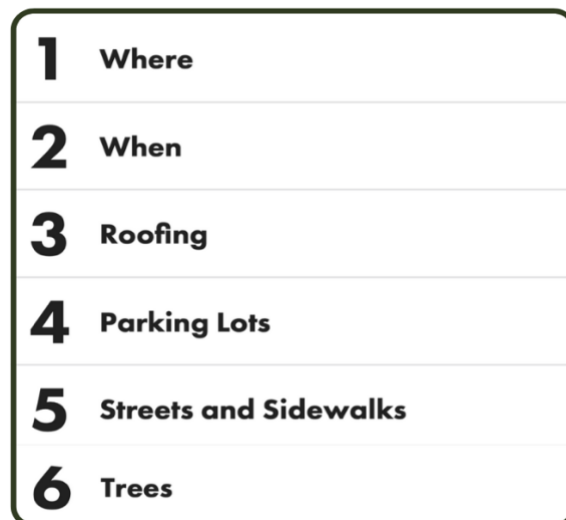 1 Where
2 When
3 Roofing
4 Parking Lots
5 Streets and Sidewalks
6 Trees